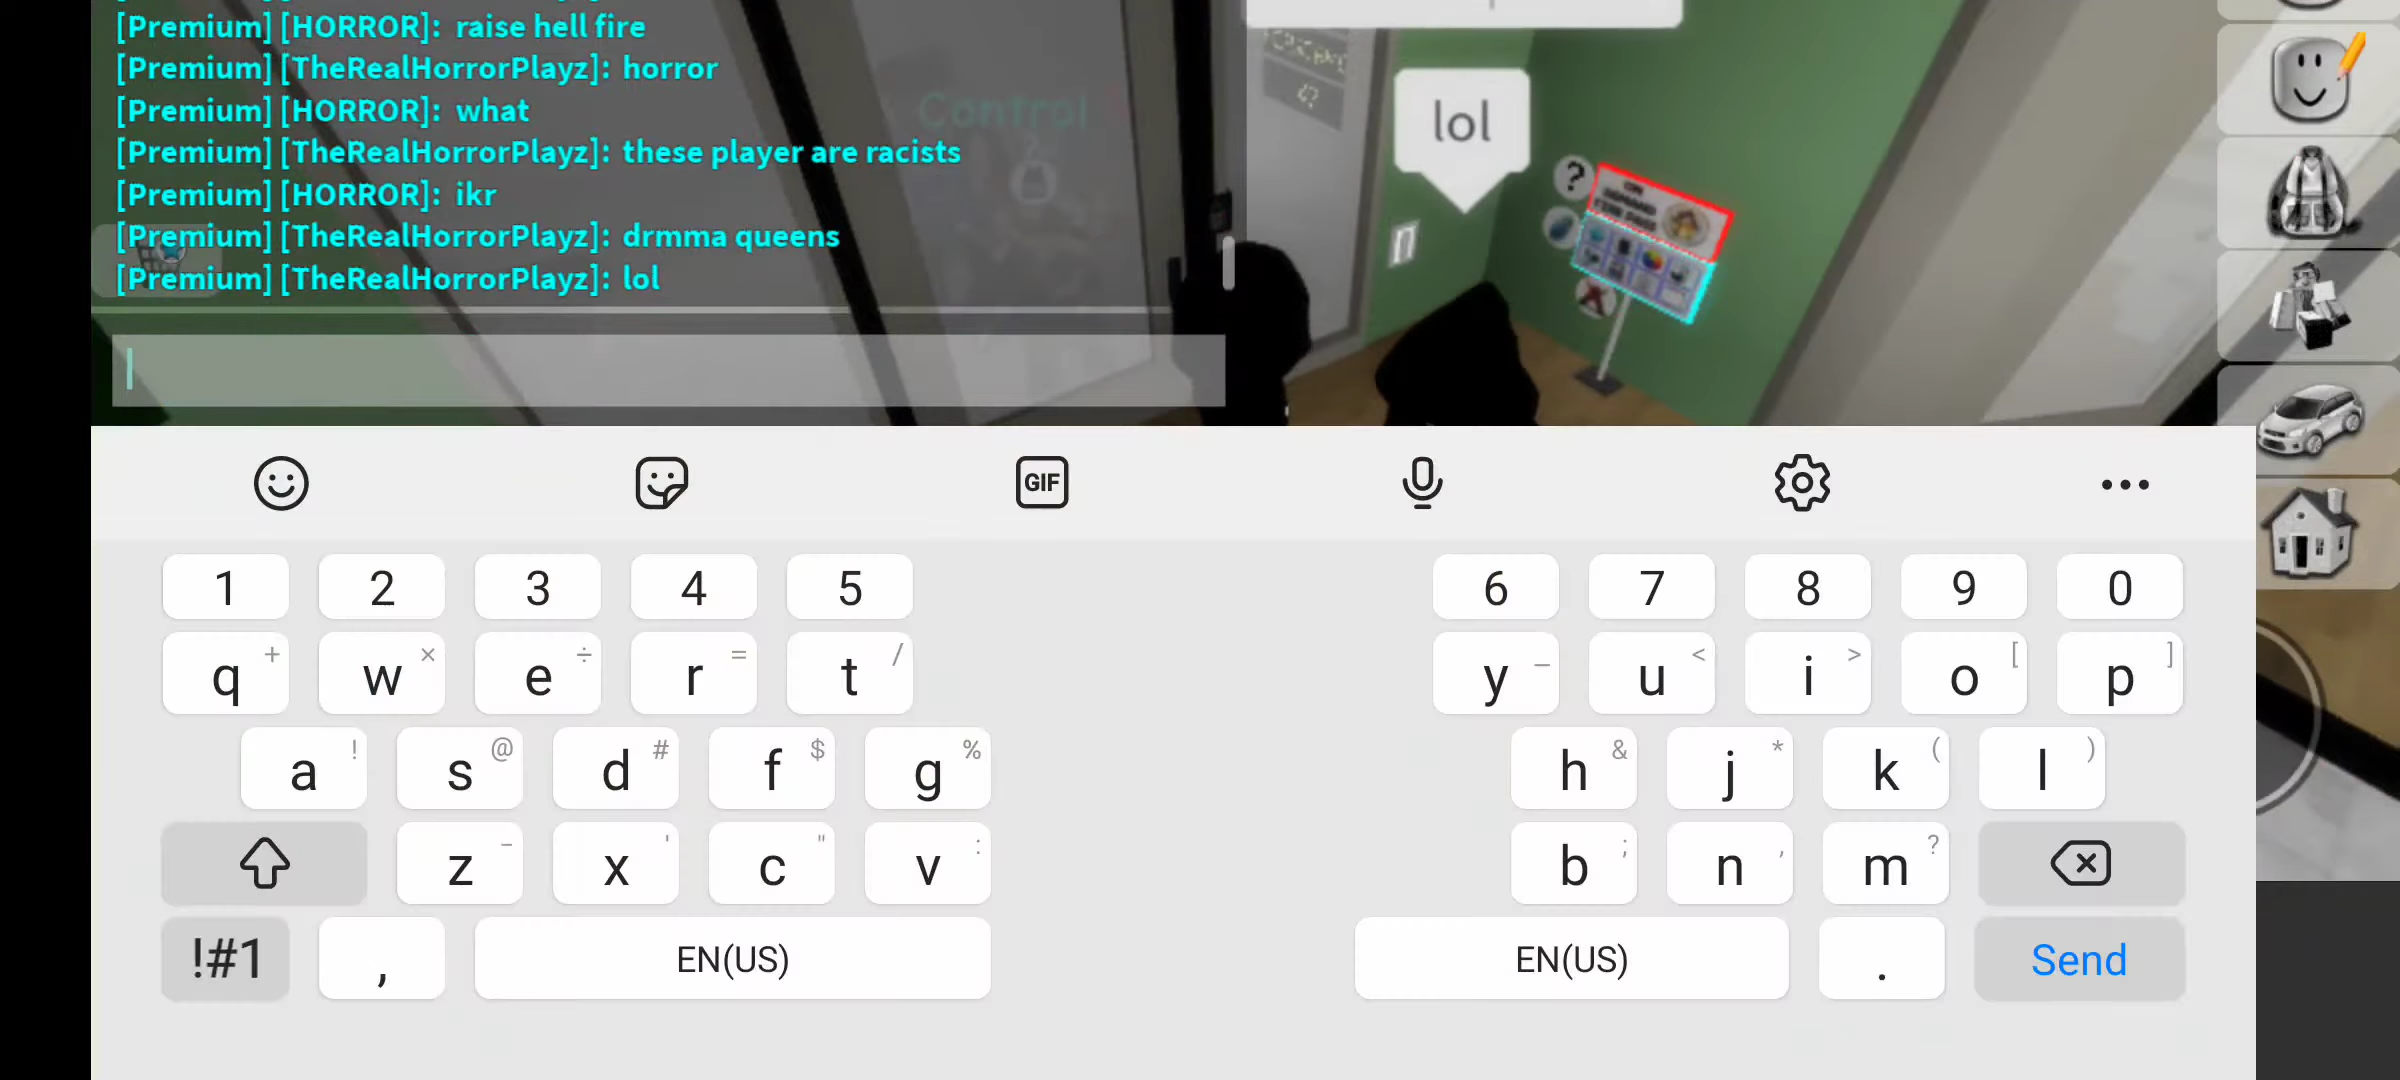 [Premium] [HORROR]: raise hell fire
[Premium] [TheRealHorrorPlayz]: horror
[Premium] [HORROR]: what
[Premium] [TheRealHorrorPlayz]: these player are racists
[Premium] [HORROR]: ikr
[Premium] [TheRealHorrorPlayz]: drmma queens
[Premium] [TheRealHorrorPlayz]: lol
Control
lol
?
GIF
1 2 3 4 5 6 7 8 9 0
q + w × e ÷ r = t / y _ u < i > o [ p ]
a ! s @ d # f $ g % h & j * k ( l )
z - x ' c " v : b ; n , m ?
!#1 , EN(US) EN(US) . Send